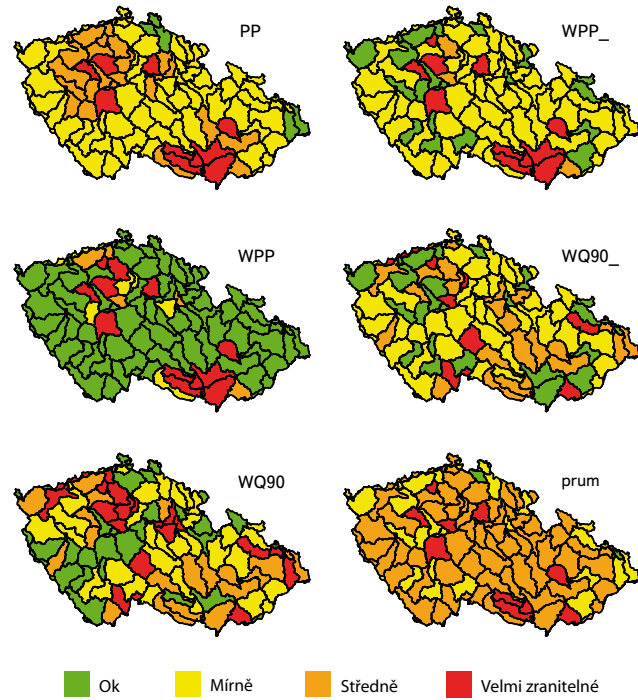 PP
WPP_
WPP
WQ90_
WQ90
prum
Ok
Mírně
Středně
Velmi zranitelné